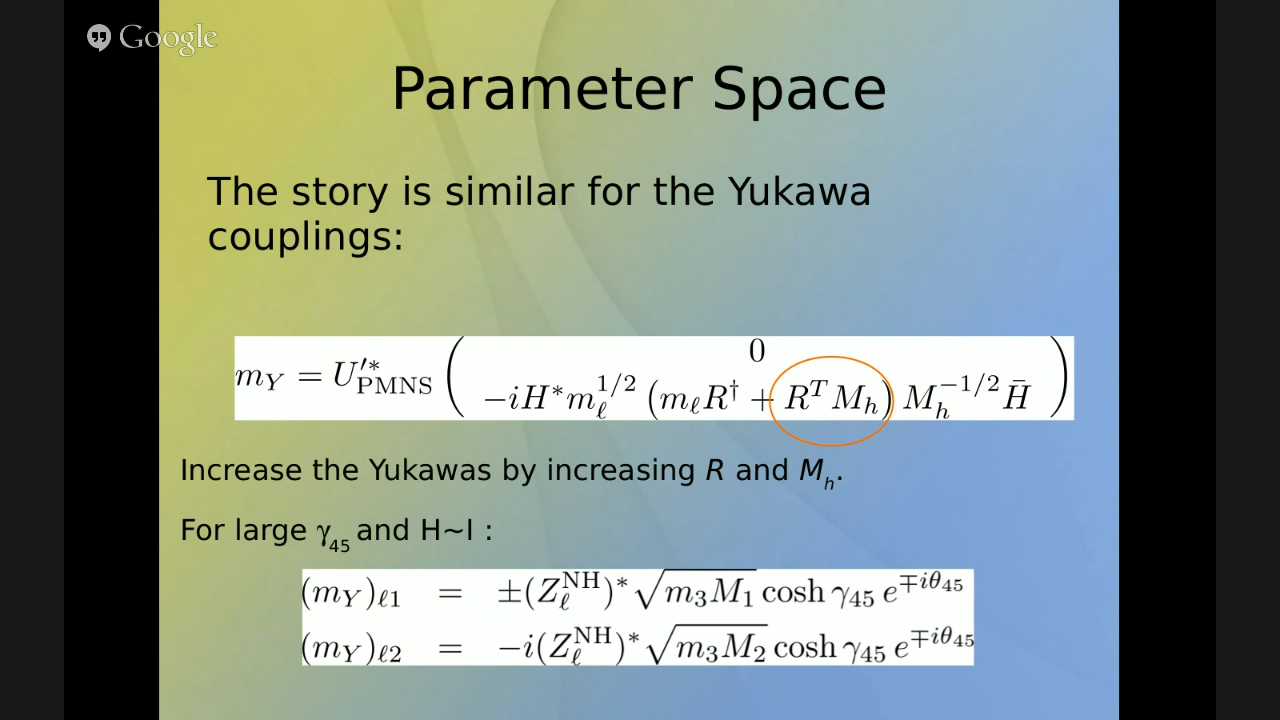 Google
Parameter Space
The story is similar for the Yukawa
couplings:
m_Y = U'^*_PMNS ( 0
−iH^* m_ℓ^{1/2} (m_ℓ R^† + R^T M_h) M_h^{−1/2} H̄ )
Increase the Yukawas by increasing R and M_h.
For large γ_45 and H~I :
(m_Y)_ℓ1 = ±(Z_ℓ^NH)^* √(m_3 M_1) cosh γ_45 e^{∓iθ_45}
(m_Y)_ℓ2 = −i(Z_ℓ^NH)^* √(m_3 M_2) cosh γ_45 e^{∓iθ_45}